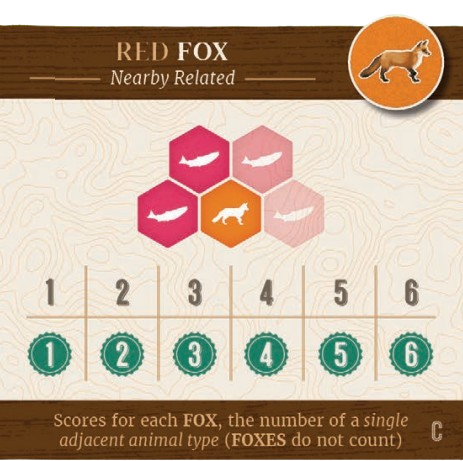 RED FOX
Nearby Related
1 2 3 4 5 6
1 2 3 4 5 6
Scores for each FOX, the number of a single
adjacent animal type (FOXES do not count)
C